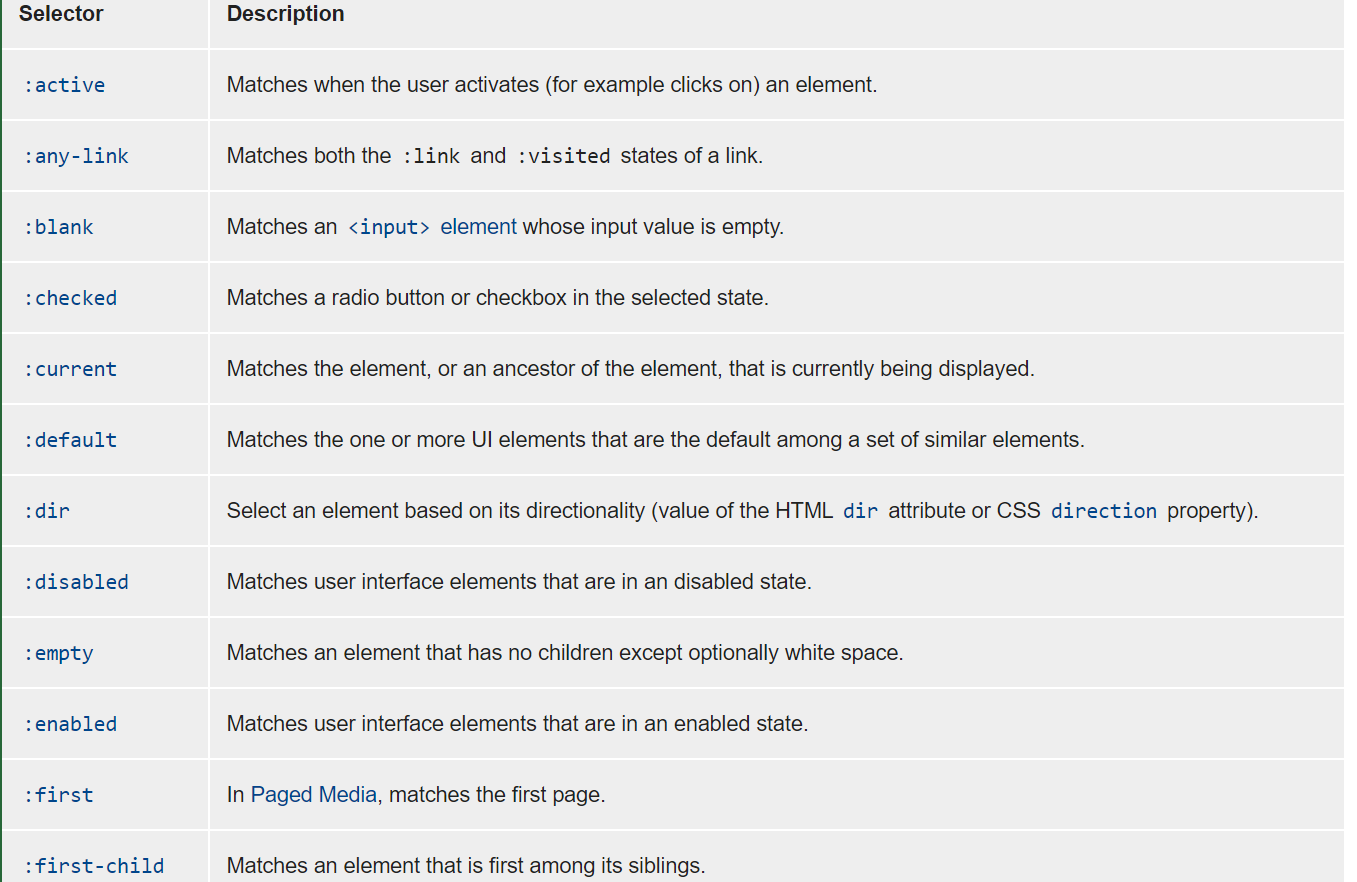 Selector Description
:active Matches when the user activates (for example clicks on) an element.
:any-link Matches both the :link and :visited states of a link.
:blank Matches an <input> element whose input value is empty.
:checked Matches a radio button or checkbox in the selected state.
:current Matches the element, or an ancestor of the element, that is currently being displayed.
:default Matches the one or more UI elements that are the default among a set of similar elements.
:dir Select an element based on its directionality (value of the HTML dir attribute or CSS direction property).
:disabled Matches user interface elements that are in an disabled state.
:empty Matches an element that has no children except optionally white space.
:enabled Matches user interface elements that are in an enabled state.
:first In Paged Media, matches the first page.
:first-child Matches an element that is first among its siblings.